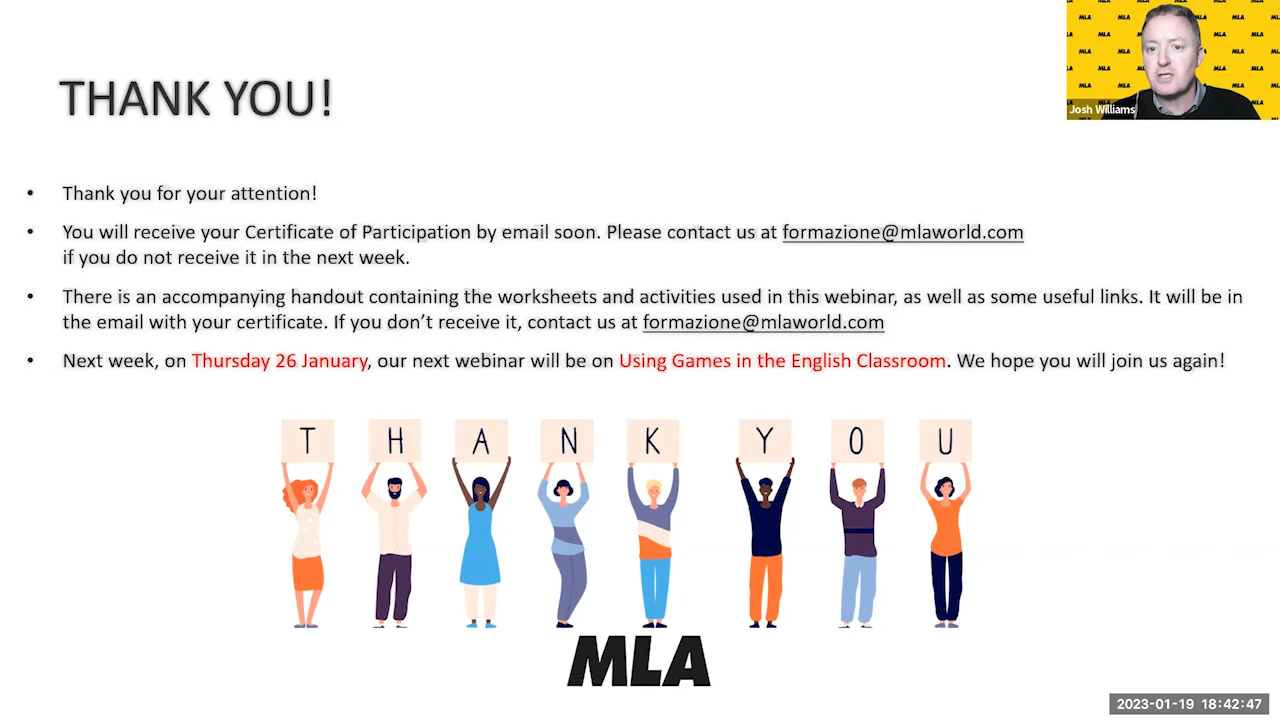 THANK YOU!
Josh Williams
• Thank you for your attention!
• You will receive your Certificate of Participation by email soon. Please contact us at formazione@mlaworld.com
if you do not receive it in the next week.
• There is an accompanying handout containing the worksheets and activities used in this webinar, as well as some useful links. It will be in
the email with your certificate. If you don’t receive it, contact us at formazione@mlaworld.com
• Next week, on Thursday 26 January, our next webinar will be on Using Games in the English Classroom. We hope you will join us again!
T H A N K Y O U
MLA
2023-01-19 18:42:47